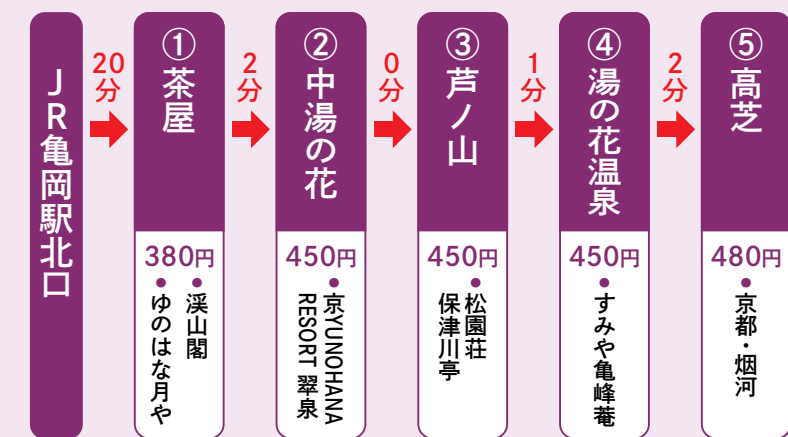 JR亀岡駅北口
20分
①茶屋
380円
●渓山閣
●ゆのはな月や
2分
②中湯の花
450円
●京YUNOHANA
RESORT 翠泉
0分
③芦ノ山
450円
●松園荘
保津川亭
1分
④湯の花温泉
450円
●すみや亀峰菴
2分
⑤高芝
480円
●京都・烟河